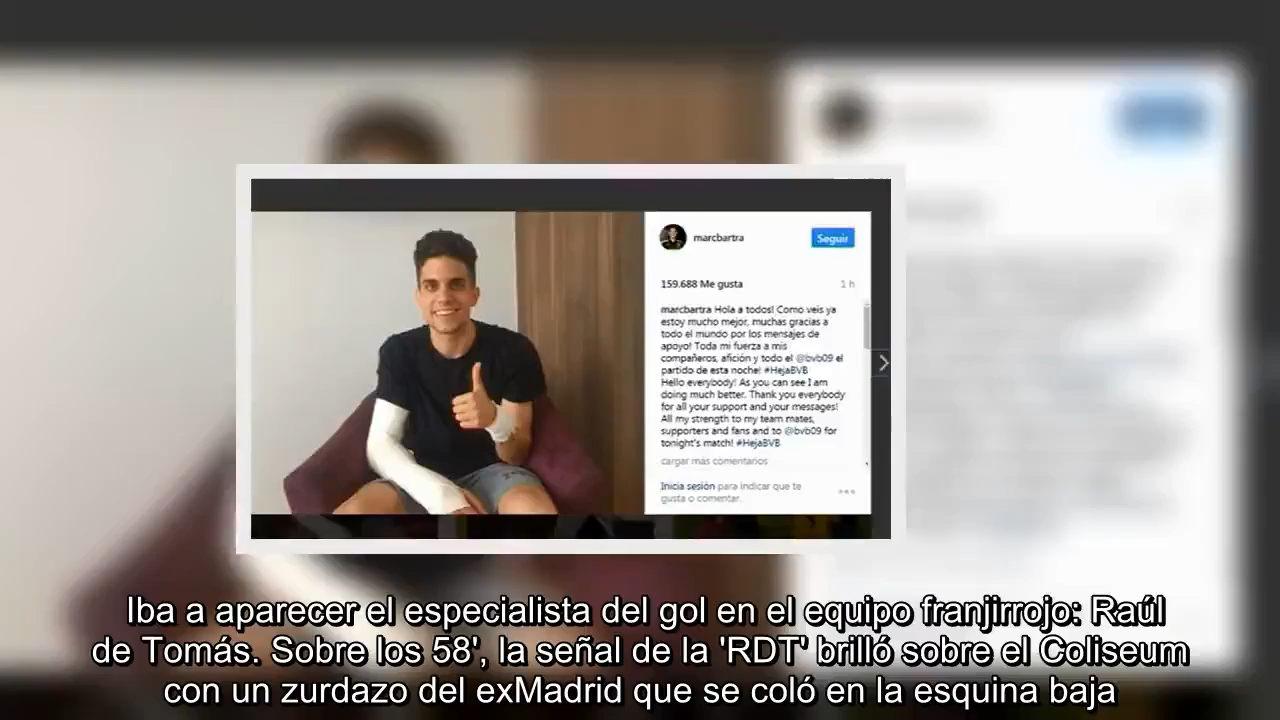 marcbartra
Seguir
159.688 Me gusta
1 h
marcbartra Hola a todos! Como veis ya
estoy mucho mejor, muchas gracias a
todo el mundo por los mensajes de
apoyo! Toda mi fuerza a mis
compañeros, afición y todo el @bvb09 el
partido de esta noche! #HejaBVB
Hello everybody! As you can see I am
doing much better. Thank you everybody
for all your support and your messages!
All my strength to my team mates,
supporters and fans and to @bvb09 for
tonight's match! #HejaBVB
cargar más comentarios
Inicia sesión para indicar que te
gusta o comentar.
Iba a aparecer el especialista del gol en el equipo franjirrojo: Raúl
de Tomás. Sobre los 58', la señal de la 'RDT' brilló sobre el Coliseum
con un zurdazo del exMadrid que se coló en la esquina baja